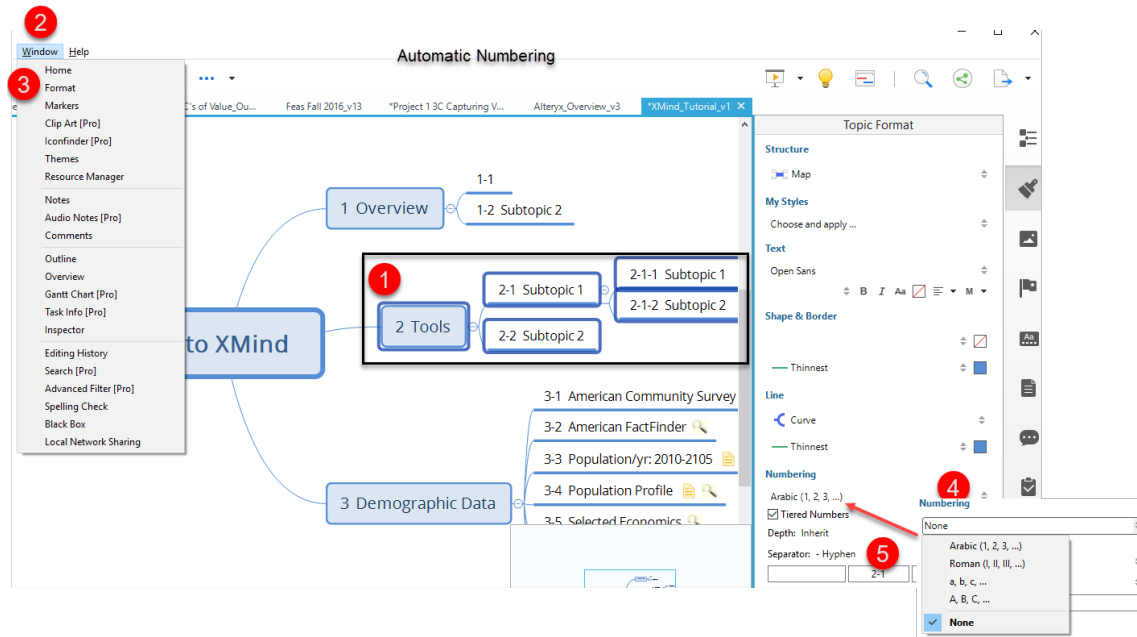 2
Window Help
Automatic Numbering
3
Home
Format
Markers
Clip Art [Pro]
Iconfinder [Pro]
Themes
Resource Manager
Notes
Audio Notes [Pro]
Comments
Outline
Overview
Gantt Chart [Pro]
Task Info [Pro]
Inspector
Editing History
Search [Pro]
Advanced Filter [Pro]
Spelling Check
Black Box
Local Network Sharing
C's of Value_Ou... Feas Fall 2016_v13 *Project 1 3C Capturing V... Alteryx_Overview_v3 *XMind_Tutorial_v1
to XMind
1 Overview
1-1
1-2 Subtopic 2
1
2 Tools
2-1 Subtopic 1
2-1-1 Subtopic 1
2-1-2 Subtopic 2
2-2 Subtopic 2
3 Demographic Data
3-1 American Community Survey
3-2 American FactFinder
3-3 Population/yr: 2010-2105
3-4 Population Profile
3-5 Selected Economics
Topic Format
Structure
Map
My Styles
Choose and apply ...
Text
Open Sans
B I Aa M
Shape & Border
Thinnest
Line
Curve
Thinnest
Numbering
Arabic (1, 2, 3, ...)
Tiered Numbers
Depth: Inherit
Separator: - Hyphen
5
2-1
Aa
4
Numbering
None
Arabic (1, 2, 3, ...)
Roman (I, II, III, ...)
a, b, c, ...
A, B, C, ...
None